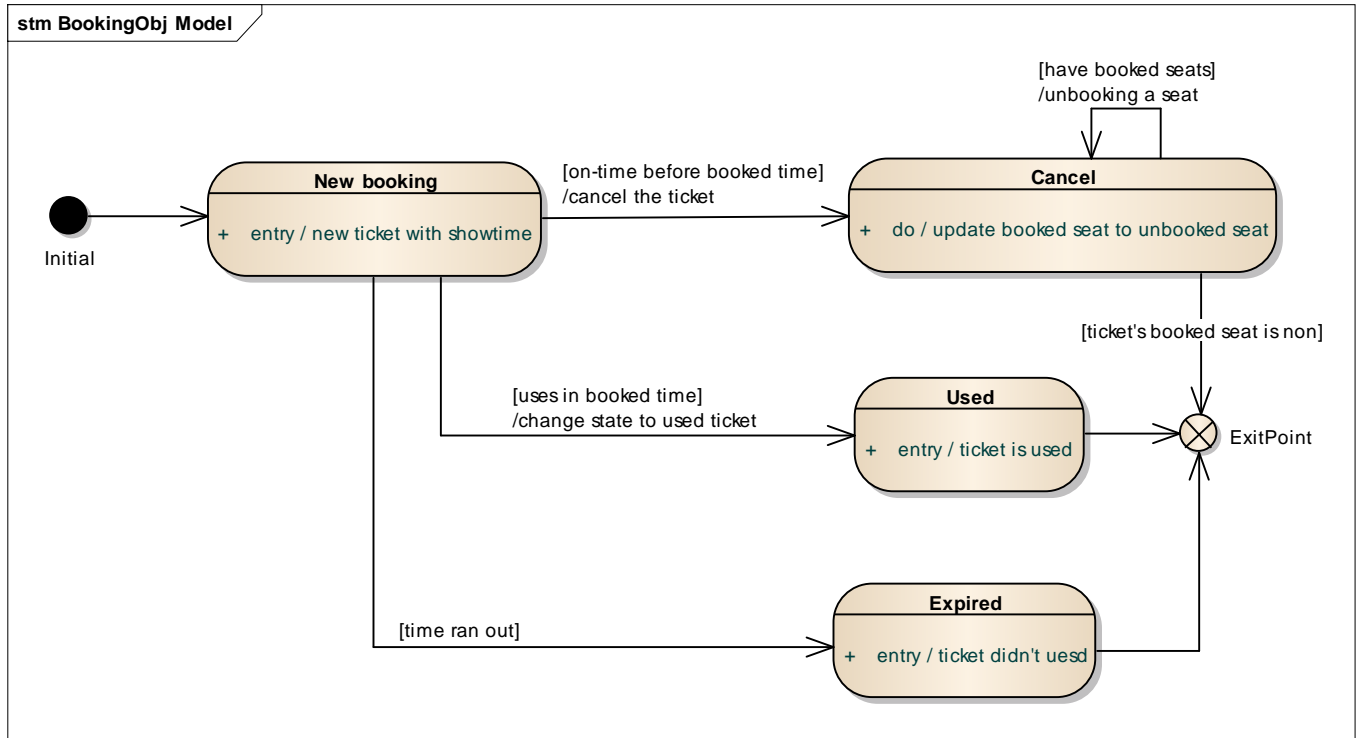 stm BookingObj Model
[have booked seats]
/unbooking a seat
New booking
+ entry / new ticket with showtime
[on-time before booked time]
/cancel the ticket
Cancel
+ do / update booked seat to unbooked seat
Initial
[ticket's booked seat is non]
[uses in booked time]
/change state to used ticket
Used
+ entry / ticket is used
ExitPoint
[time ran out]
Expired
+ entry / ticket didn't uesd